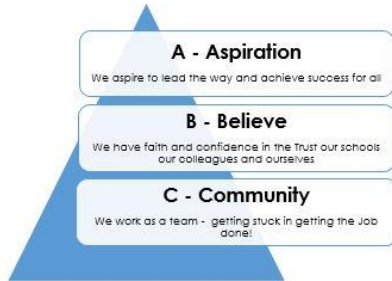 A - Aspiration
We aspire to lead the way and achieve success for all
B - Believe
We have faith and confidence in the Trust our schools
our colleagues and ourselves
C - Community
We work as a team - getting stuck in getting the Job
done!